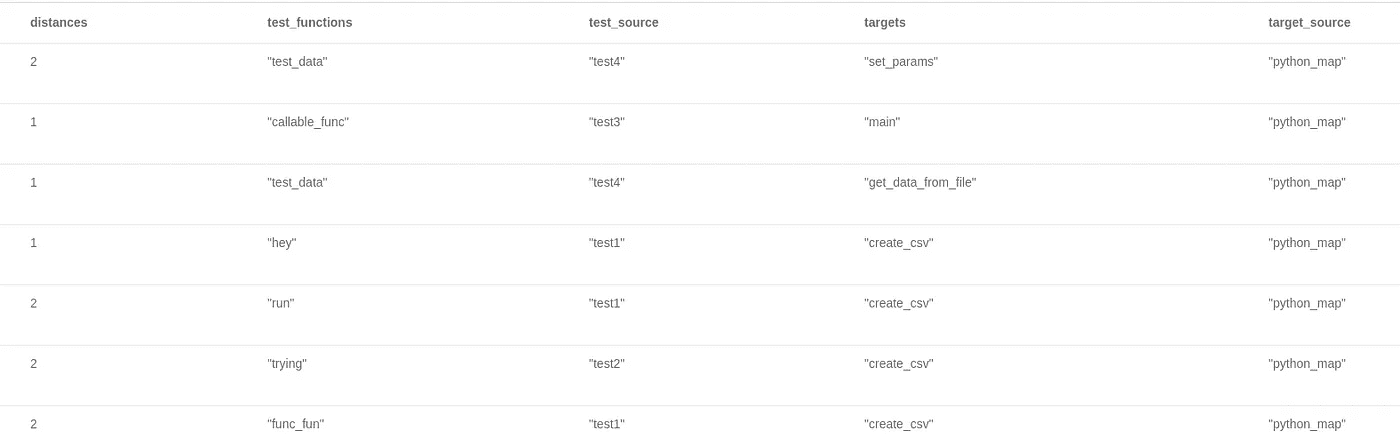 distances test_functions test_source targets target_source
2 "test_data" "test4" "set_params" "python_map"
1 "callable_func" "test3" "main" "python_map"
1 "test_data" "test4" "get_data_from_file" "python_map"
1 "hey" "test1" "create_csv" "python_map"
2 "run" "test1" "create_csv" "python_map"
2 "trying" "test2" "create_csv" "python_map"
2 "func_fun" "test1" "create_csv" "python_map"